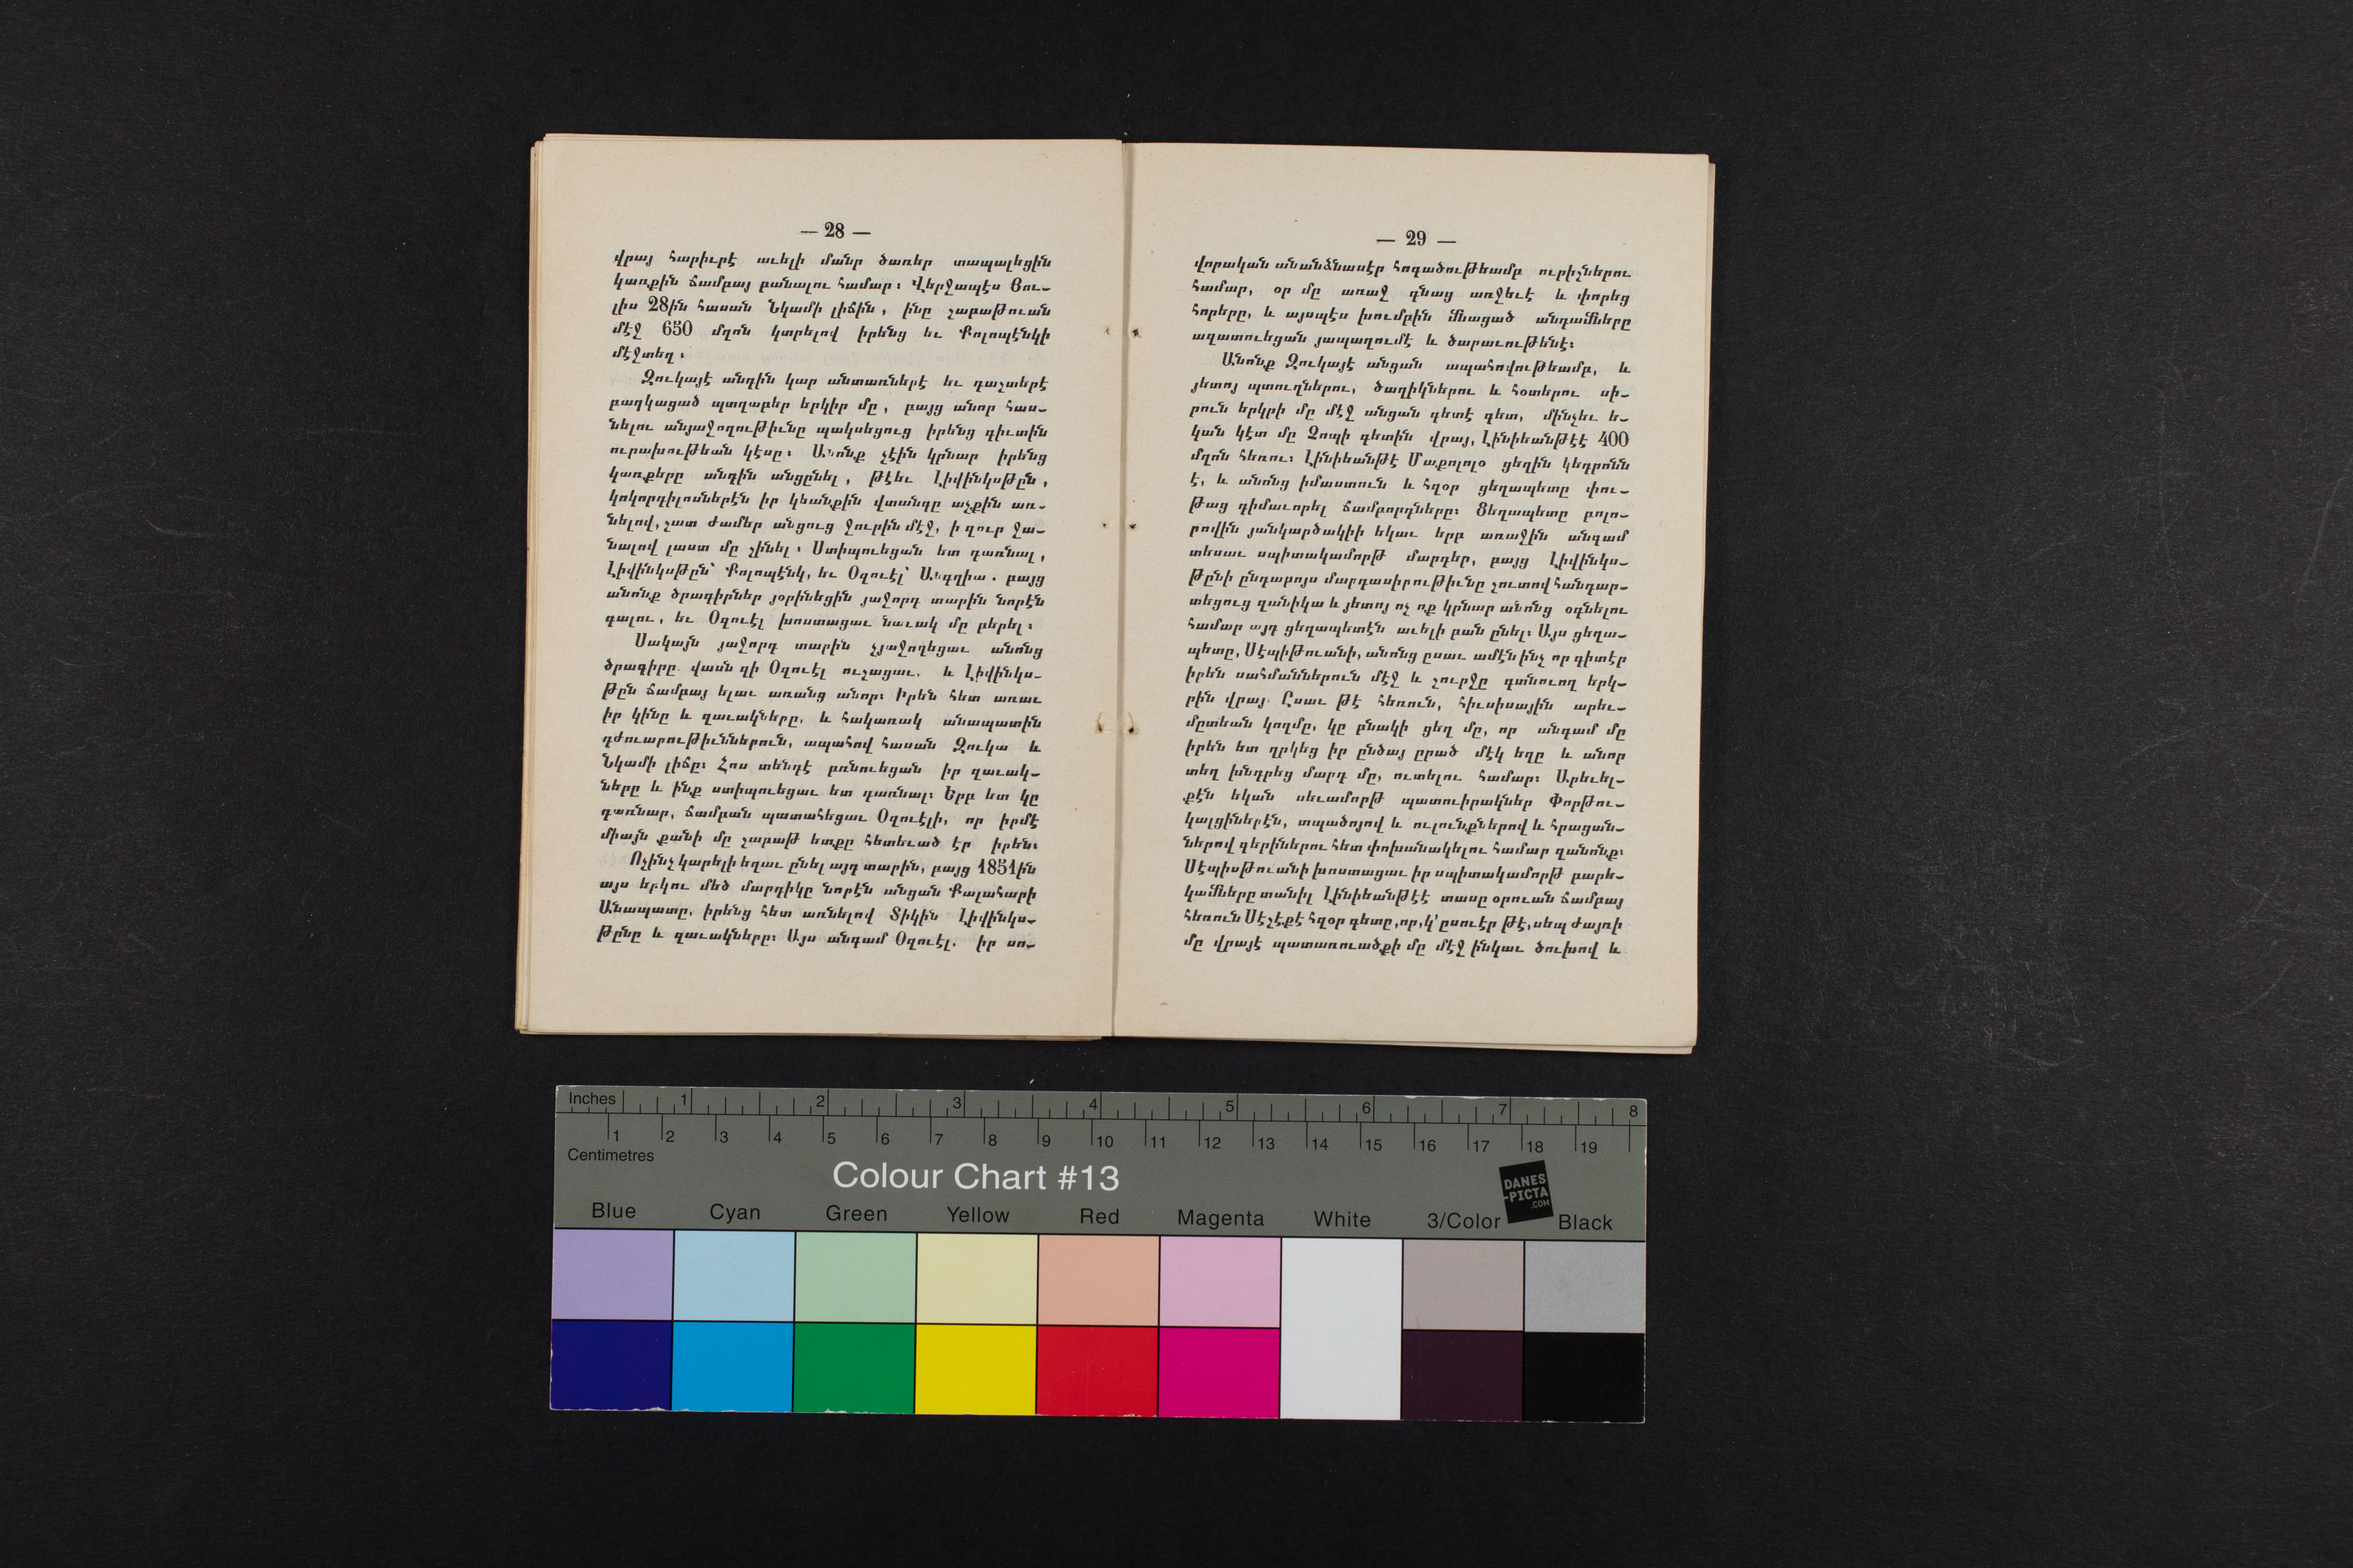 — 28 —
վրայ հարիւրէ աւելի մանր ծառեր տապալեցին
կառքին ճամբայ բանալու համար։ Վերջապէս Յու-
լիս 28ին հասան Նկամի լիճին, ինը շաբաթուան
մէջ 650 մղոն կտրելով իրենց եւ Քոլոպէնկի
մէջտեղ։
Զուկայէ անդին կար անտառներէ եւ դաշտերէ
բաղկացած պտղաբեր երկիր մը, բայց անոր հաս-
նելու անյաջողութիւնը պակսեցուց իրենց գիւտին
ուրախութեան կէսը։ Անոնք չէին կրնար իրենց
կառքերը անդին անցընել, թէեւ Լիվինկսթըն,
կոկորդիլոսներէն իր կեանքին վտանգը աչքին առ-
նելով, շատ ժամեր անցուց ջուրին մէջ, ի զուր ջա-
նալով լաստ մը շինել։ Ստիպուեցան ետ դառնալ,
Լիվինկսթըն՝ Քոլոպէնկ, եւ Օզուէլ՝ Անգղիա. բայց
անոնք ծրագիրներ յօրինեցին յաջորդ տարին նորէն
գալու, եւ Օզուէլ խոստացաւ նաւակ մը բերել։
Սակայն յաջորդ տարին չյաջողեցաւ անոնց
ծրագիրը. վասն զի Օզուէլ ուշացաւ. և Լիվինկս-
թըն ճամբայ ելաւ առանց անոր։ Իրեն հետ առաւ
իր կինը և զաւակները, և հակառակ անապատին
դժուարութիւններուն, ապահով հասան Զուկա և
Նկամի լիճը։ Հոս տենդէ բռնուեցան իր զաւակ-
ները և ինք ստիպուեցաւ ետ դառնալ։ Երբ ետ կը
դառնար, ճամբան պատահեցաւ Օզուէլի, որ իրմէ
միայն քանի մը շաբաթ ետքը հետեւած էր իրեն։
Ոչինչ կարելի եղաւ ընել այդ տարին, բայց 1851ին
այս երկու մեծ մարդիկը նորէն անցան Քալահարի
Անապատը, իրենց հետ առնելով Տիկին Լիվինկս-
թընը և զաւակները։ Այս անգամ Օզուէլ. իր սո-
— 29 —
վորական անանձնասէր հոգածութեամբ ուրիշներու
համար, օր մը առաջ գնաց առջեւէ և փորեց
հորերը, և այսպէս խումբին մնացած անդամները
ազատուեցան յապաղումէ և ծարաւութենէ։
Անոնք Զուկայէ անցան ապահովութեամբ, և
յետոյ պտուղներու, ծաղիկներու և հօտերու սի-
րուն երկրի մը մէջ անցան գետէ գետ, մինչեւ ե-
կան կէտ մը Չոպի գետին վրայ, Լինիեանթէէ 400
մղոն հեռու։ Լինիեանթէ Մաքոլոլօ ցեղին կեդրոնն
է, և անոնց իմաստուն և հզօր ցեղապետը փու-
թաց դիմաւորել ճամբորդները։ Ցեղապետը բոլո-
րովին յանկարծակիի եկաւ երբ առաջին անգամ
տեսաւ սպիտակամորթ մարդեր, բայց Լիվինկս-
թընի ընդաբոյս մարդասիրութիւնը շուտով հանդար-
տեցուց զանիկա և յետոյ ոչ ոք կրնար անոնց օգնելու
համար այդ ցեղապետէն աւելի բան ընել։ Այս ցեղա-
պետը, Սէպիթուանի, անոնց ըսաւ ամէն ինչ որ գիտէր
իրեն սահմաններուն մէջ և շուրջը գտնուող երկ-
րին վրայ. Ըսաւ թէ հեռուն, հիւսիսային արեւ-
մըտեան կողմը, կը բնակի ցեղ մը, որ անգամ մը
իրեն ետ ղրկեց իր ընծայ ըրած մէկ եզը և անոր
տեղ խնդրեց մարդ մը, ուտելու համար։ Արեւել-
քէն եկան սեւամորթ պատուիրակներ Փորթու-
կալցիներէն, տպածոյով և ուլունքներով և հրացան-
ներով գերիներու հետ փոխանակելու համար զանոնք։
Սէպիսթուանի խոստացաւ իր սպիտակամորթ բարե-
կամները տանիլ Լինիեանթէէ տասը օրուան ճամբայ
հեռուն Սէշէքէ հզօր գետը, որ, կ՚ըսուէր թէ, սեպ ժայռի
մը վրայէ պատառուածքի մը մէջ ինկաւ ծուխով և
Inches 1 2 3 4 5 6 7 8
1 2 3 4 5 6 7 8 9 10 11 12 13 14 15 16 17 18 19
Centimetres
Colour Chart #13
DANES
-PICTA
.COM
Blue Cyan Green Yellow Red Magenta White 3/Color Black